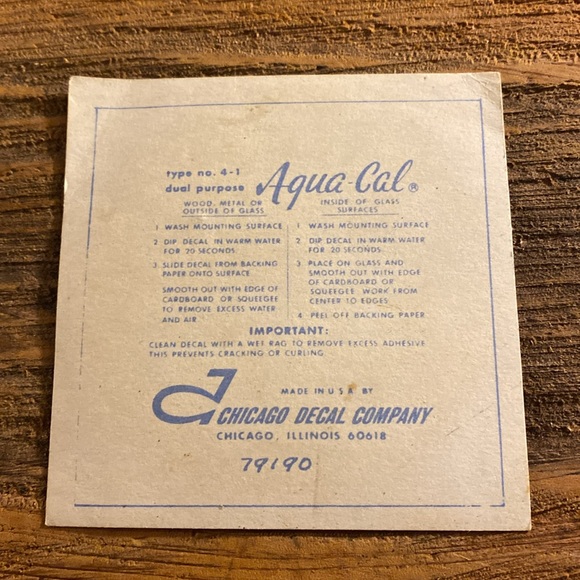 type no. 4-1
dual purpose Aqua-Cal®
WOOD, METAL OR
OUTSIDE OF GLASS
1 WASH MOUNTING SURFACE
2 DIP DECAL IN WARM WATER
FOR 20 SECONDS.
3 SLIDE DECAL FROM BACKING
PAPER ONTO SURFACE
SMOOTH OUT WITH EDGE OF
CARDBOARD OR SQUEEGEE
TO REMOVE EXCESS WATER
AND AIR
INSIDE OF GLASS
SURFACES
1. WASH MOUNTING SURFACE
2. DIP DECAL IN WARM WATER
FOR 20 SECONDS
3. PLACE ON GLASS AND
SMOOTH OUT WITH EDGE
OF CARDBOARD OR
SQUEEGEE. WORK FROM
CENTER TO EDGES
4. PEEL OFF BACKING PAPER
IMPORTANT:
CLEAN DECAL WITH A WET RAG TO REMOVE EXCESS ADHESIVE
THIS PREVENTS CRACKING OR CURLING.
MADE IN U.S.A. BY
CHICAGO DECAL COMPANY
CHICAGO, ILLINOIS 60618
79190